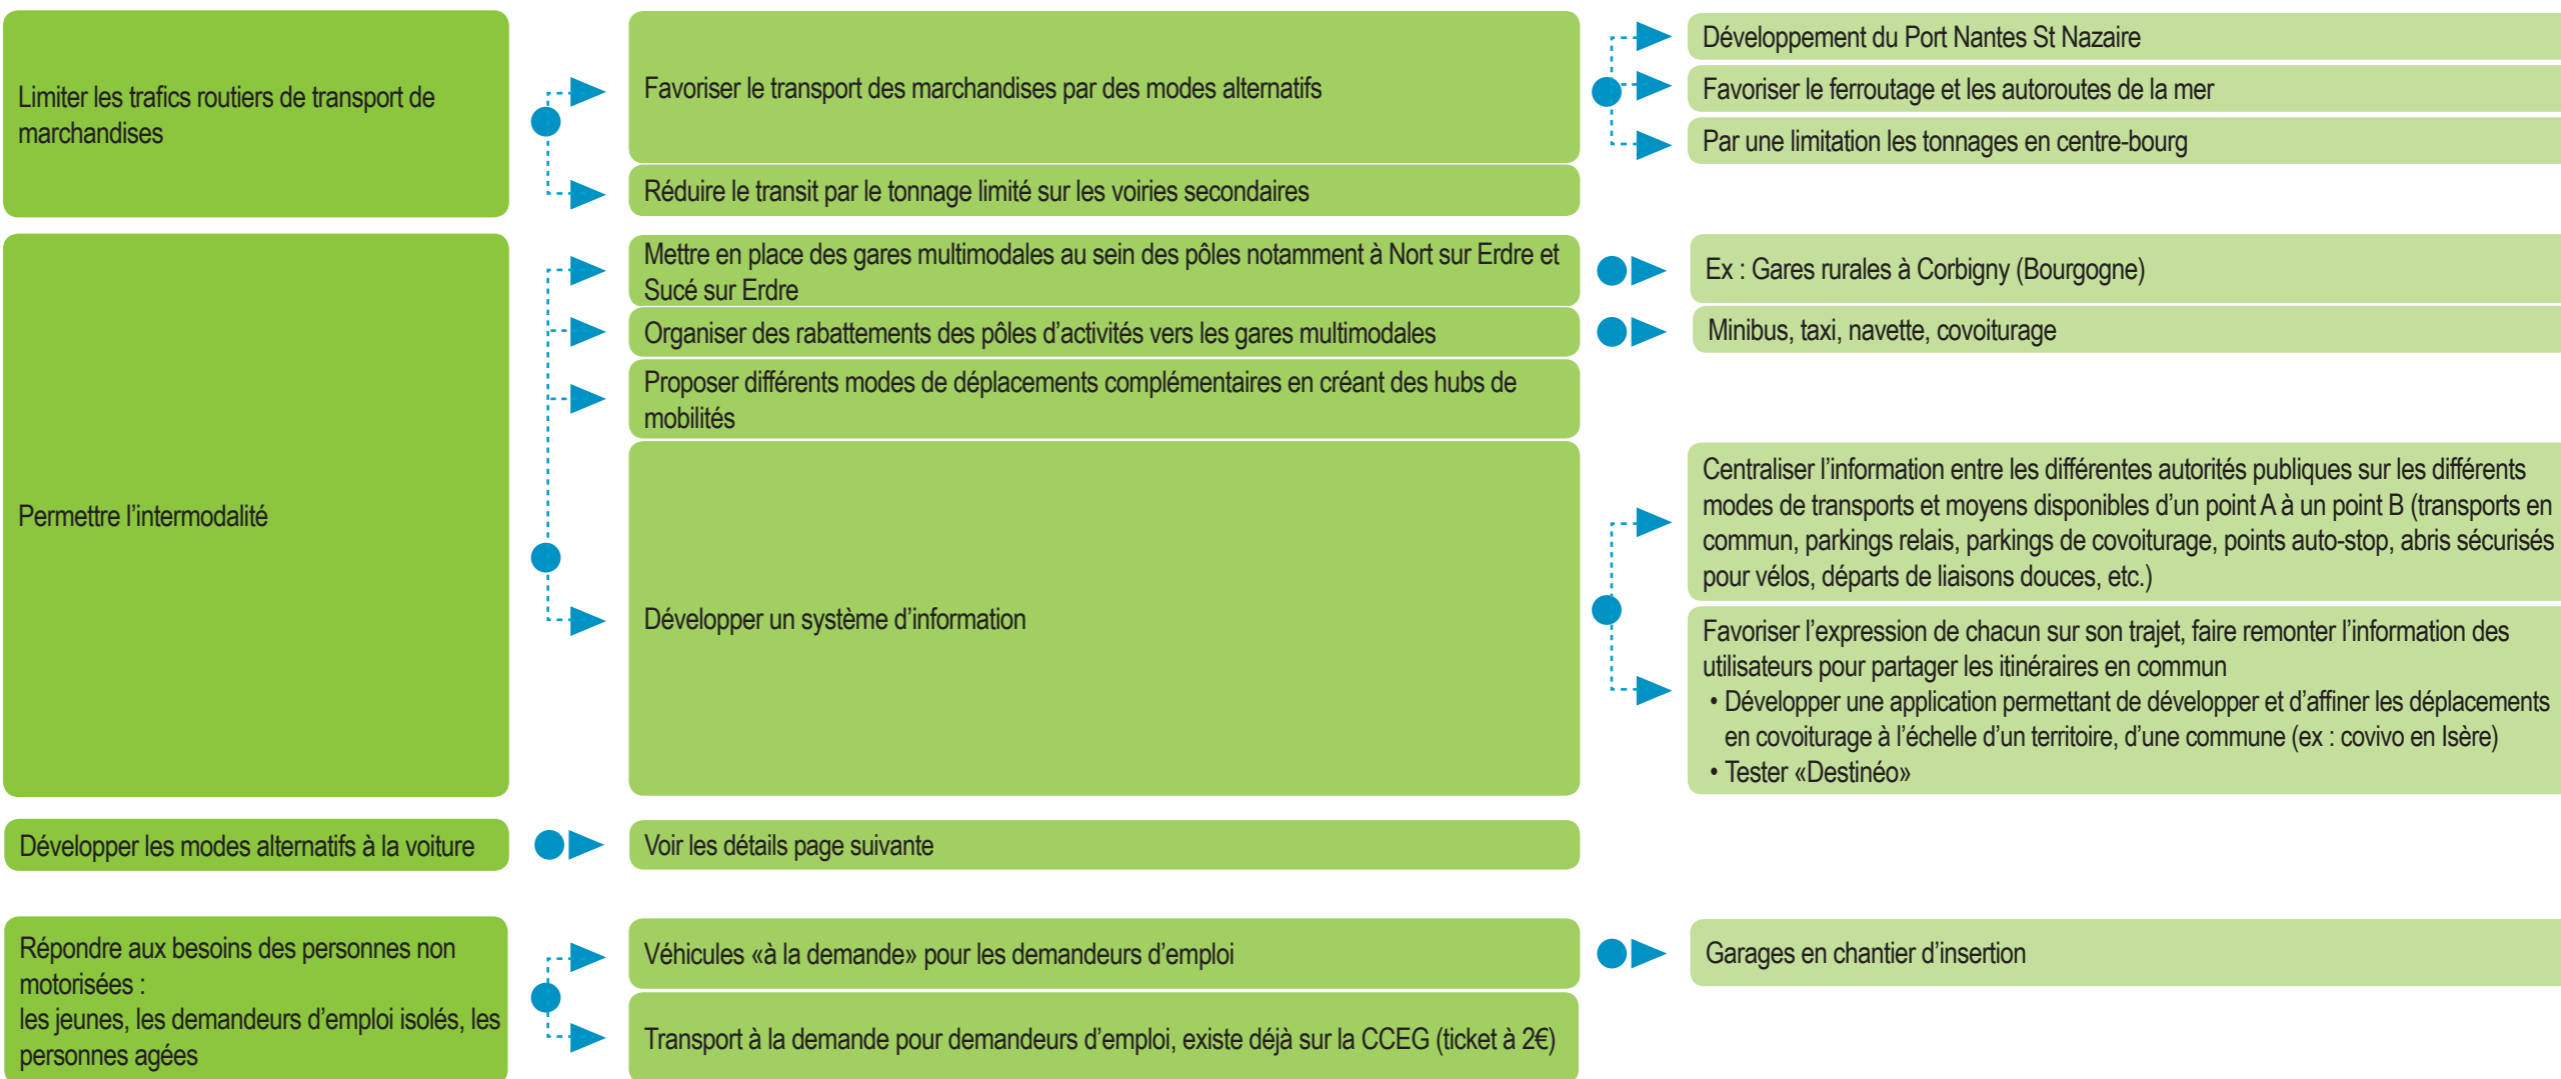 Limiter les trafics routiers de transport de
marchandises
Favoriser le transport des marchandises par des modes alternatifs
Développement du Port Nantes St Nazaire
Favoriser le ferroutage et les autoroutes de la mer
Par une limitation les tonnages en centre-bourg
Réduire le transit par le tonnage limité sur les voiries secondaires
Permettre l’intermodalité
Mettre en place des gares multimodales au sein des pôles notamment à Nort sur Erdre et
Sucé sur Erdre
Ex : Gares rurales à Corbigny (Bourgogne)
Organiser des rabattements des pôles d’activités vers les gares multimodales
Minibus, taxi, navette, covoiturage
Proposer différents modes de déplacements complémentaires en créant des hubs de
mobilités
Développer un système d’information
Centraliser l’information entre les différentes autorités publiques sur les différents
modes de transports et moyens disponibles d’un point A à un point B (transports en
commun, parkings relais, parkings de covoiturage, points auto-stop, abris sécurisés
pour vélos, départs de liaisons douces, etc.)
Favoriser l’expression de chacun sur son trajet, faire remonter l’information des
utilisateurs pour partager les itinéraires en commun
• Développer une application permettant de développer et d’affiner les déplacements
en covoiturage à l’échelle d’un territoire, d’une commune (ex : covivo en Isère)
• Tester «Destinéo»
Développer les modes alternatifs à la voiture
Voir les détails page suivante
Répondre aux besoins des personnes non
motorisées :
les jeunes, les demandeurs d’emploi isolés, les
personnes agées
Véhicules «à la demande» pour les demandeurs d’emploi
Garages en chantier d’insertion
Transport à la demande pour demandeurs d’emploi, existe déjà sur la CCEG (ticket à 2€)